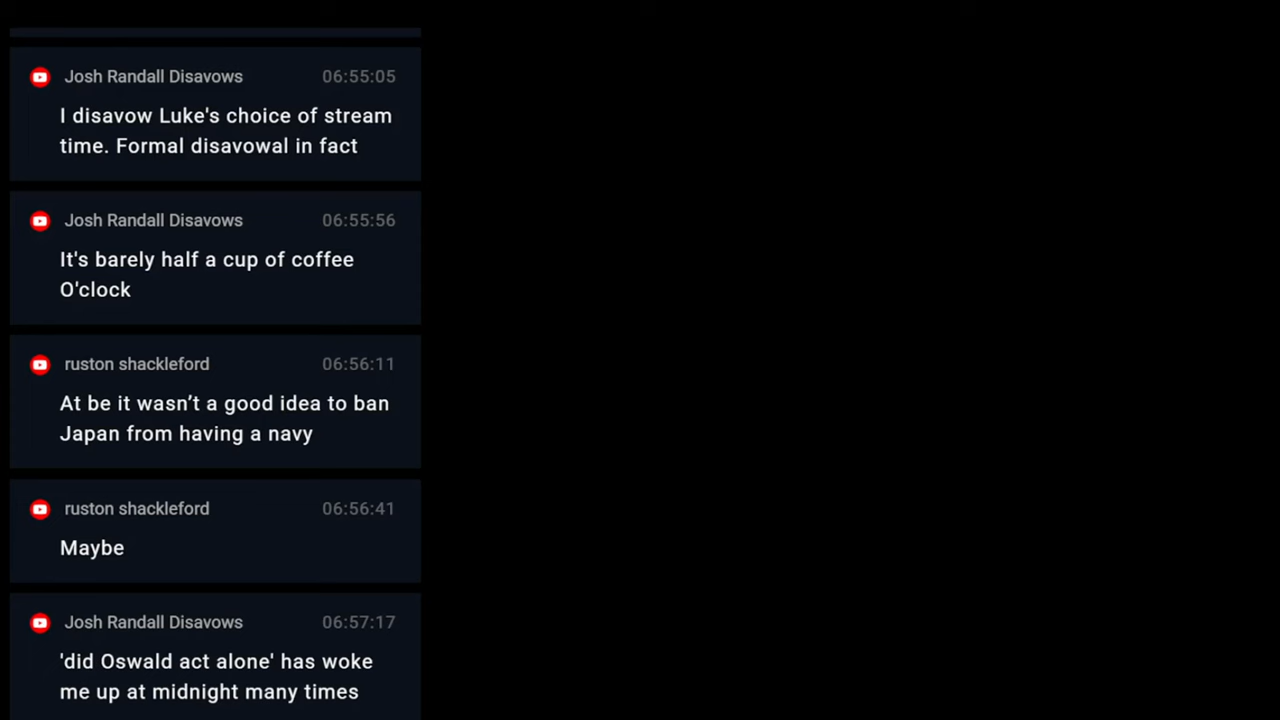 Josh Randall Disavows 06:55:05
I disavow Luke's choice of stream
time. Formal disavowal in fact
Josh Randall Disavows 06:55:56
It's barely half a cup of coffee
O'clock
ruston shackleford 06:56:11
At be it wasn’t a good idea to ban
Japan from having a navy
ruston shackleford 06:56:41
Maybe
Josh Randall Disavows 06:57:17
'did Oswald act alone' has woke
me up at midnight many times